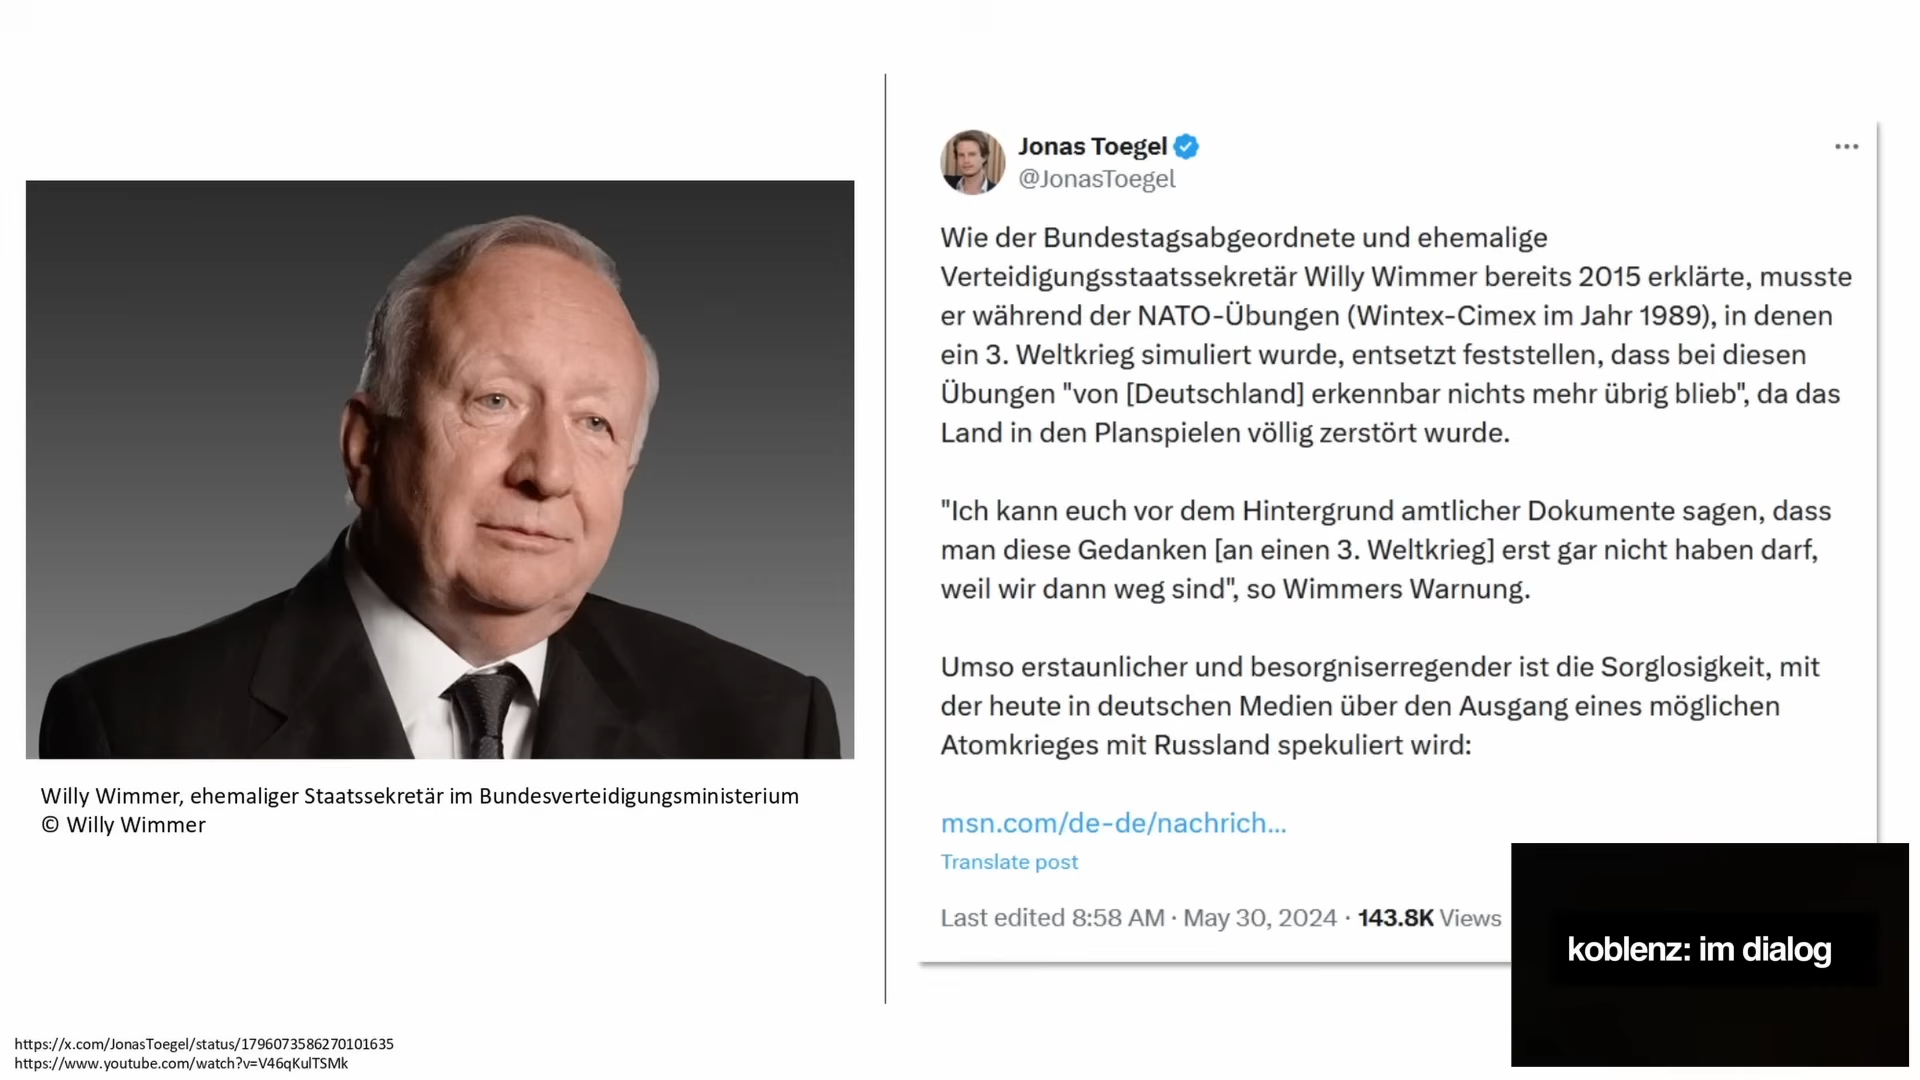 Willy Wimmer, ehemaliger Staatssekretär im Bundesverteidigungsministerium
© Willy Wimmer
Jonas Toegel
@JonasToegel
Wie der Bundestagsabgeordnete und ehemalige
Verteidigungsstaatssekretär Willy Wimmer bereits 2015 erklärte, musste
er während der NATO-Übungen (Wintex-Cimex im Jahr 1989), in denen
ein 3. Weltkrieg simuliert wurde, entsetzt feststellen, dass bei diesen
Übungen "von [Deutschland] erkennbar nichts mehr übrig blieb", da das
Land in den Planspielen völlig zerstört wurde.
"Ich kann euch vor dem Hintergrund amtlicher Dokumente sagen, dass
man diese Gedanken [an einen 3. Weltkrieg] erst gar nicht haben darf,
weil wir dann weg sind", so Wimmers Warnung.
Umso erstaunlicher und besorgniserregender ist die Sorglosigkeit, mit
der heute in deutschen Medien über den Ausgang eines möglichen
Atomkrieges mit Russland spekuliert wird:
msn.com/de-de/nachrich...
Translate post
Last edited 8:58 AM · May 30, 2024 · 143.8K Views
koblenz: im dialog
https://x.com/JonasToegel/status/1796073586270101635
https://www.youtube.com/watch?v=V46qKulTSMk